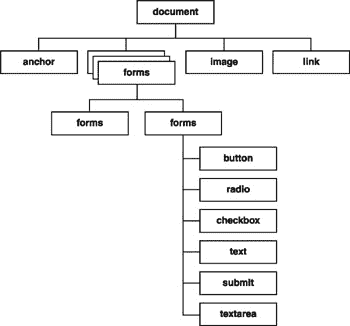 document
anchor
forms
image
link
forms
forms
button
radio
checkbox
text
submit
textarea